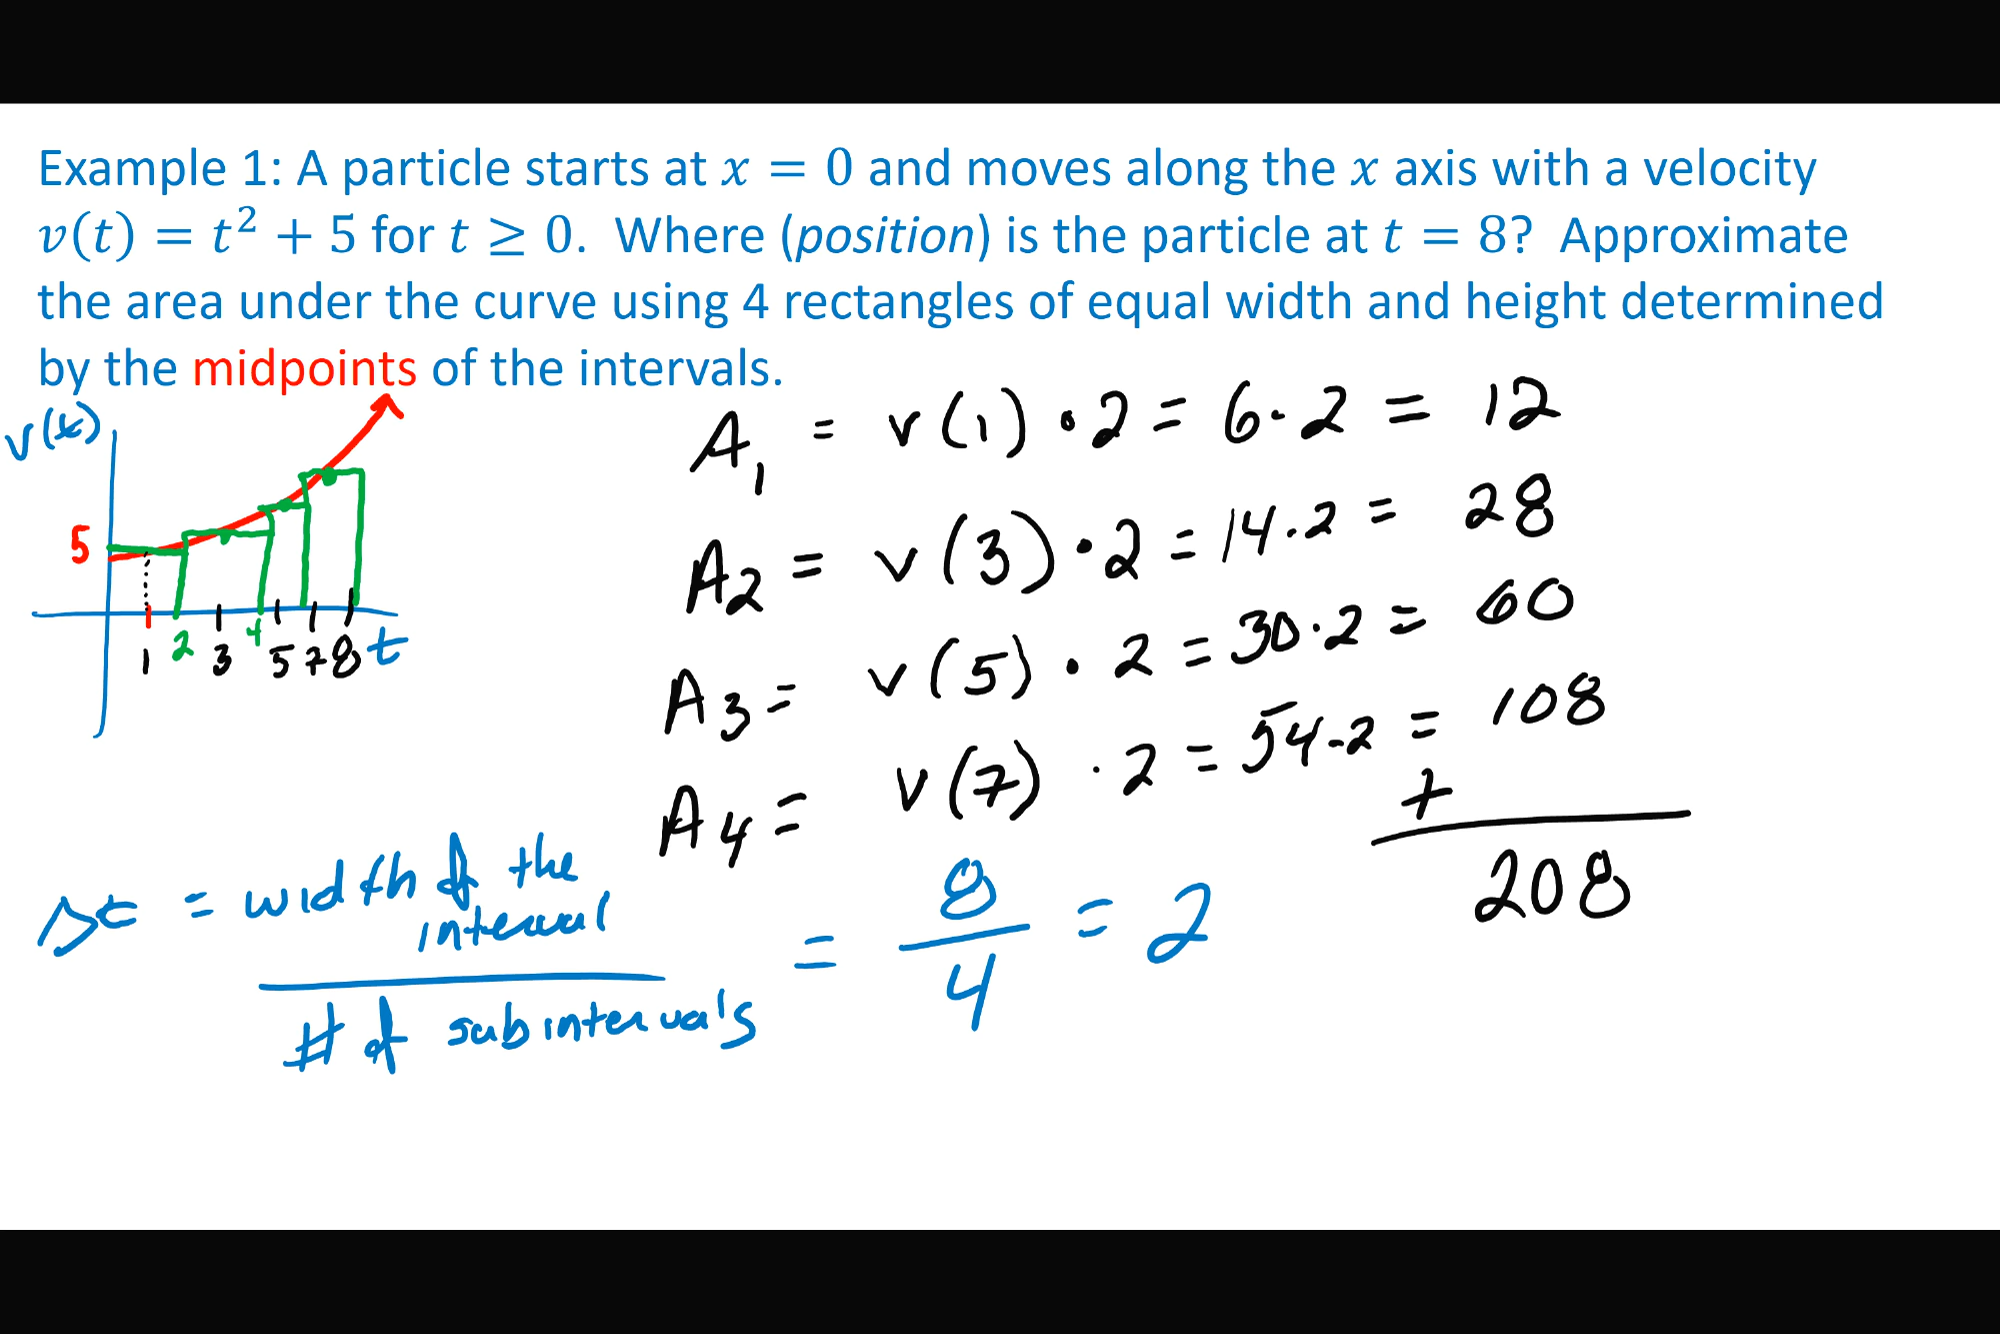 Example 1: A particle starts at x = 0 and moves along the x axis with a velocity
v(t) = t² + 5 for t ≥ 0. Where (position) is the particle at t = 8? Approximate
the area under the curve using 4 rectangles of equal width and height determined
by the midpoints of the intervals.
v(t)
5
1 2 3 4 5 7 8 t
A₁ = v(1) · 2 = 6 · 2 = 12
A₂ = v(3) · 2 = 14 · 2 = 28
A₃ = v(5) · 2 = 30 · 2 = 60
A₄ = v(7) · 2 = 54 · 2 = 108
+
208
Δt = width of the
interval
# of subintervals
= 8/4 = 2